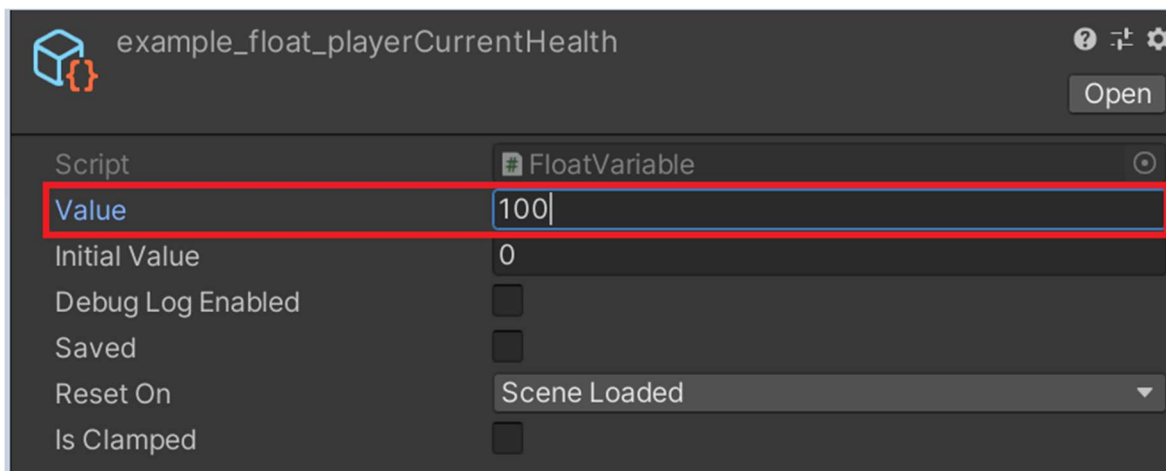 example_float_playerCurrentHealth
Open
Script # FloatVariable
Value 100
Initial Value 0
Debug Log Enabled
Saved
Reset On Scene Loaded
Is Clamped